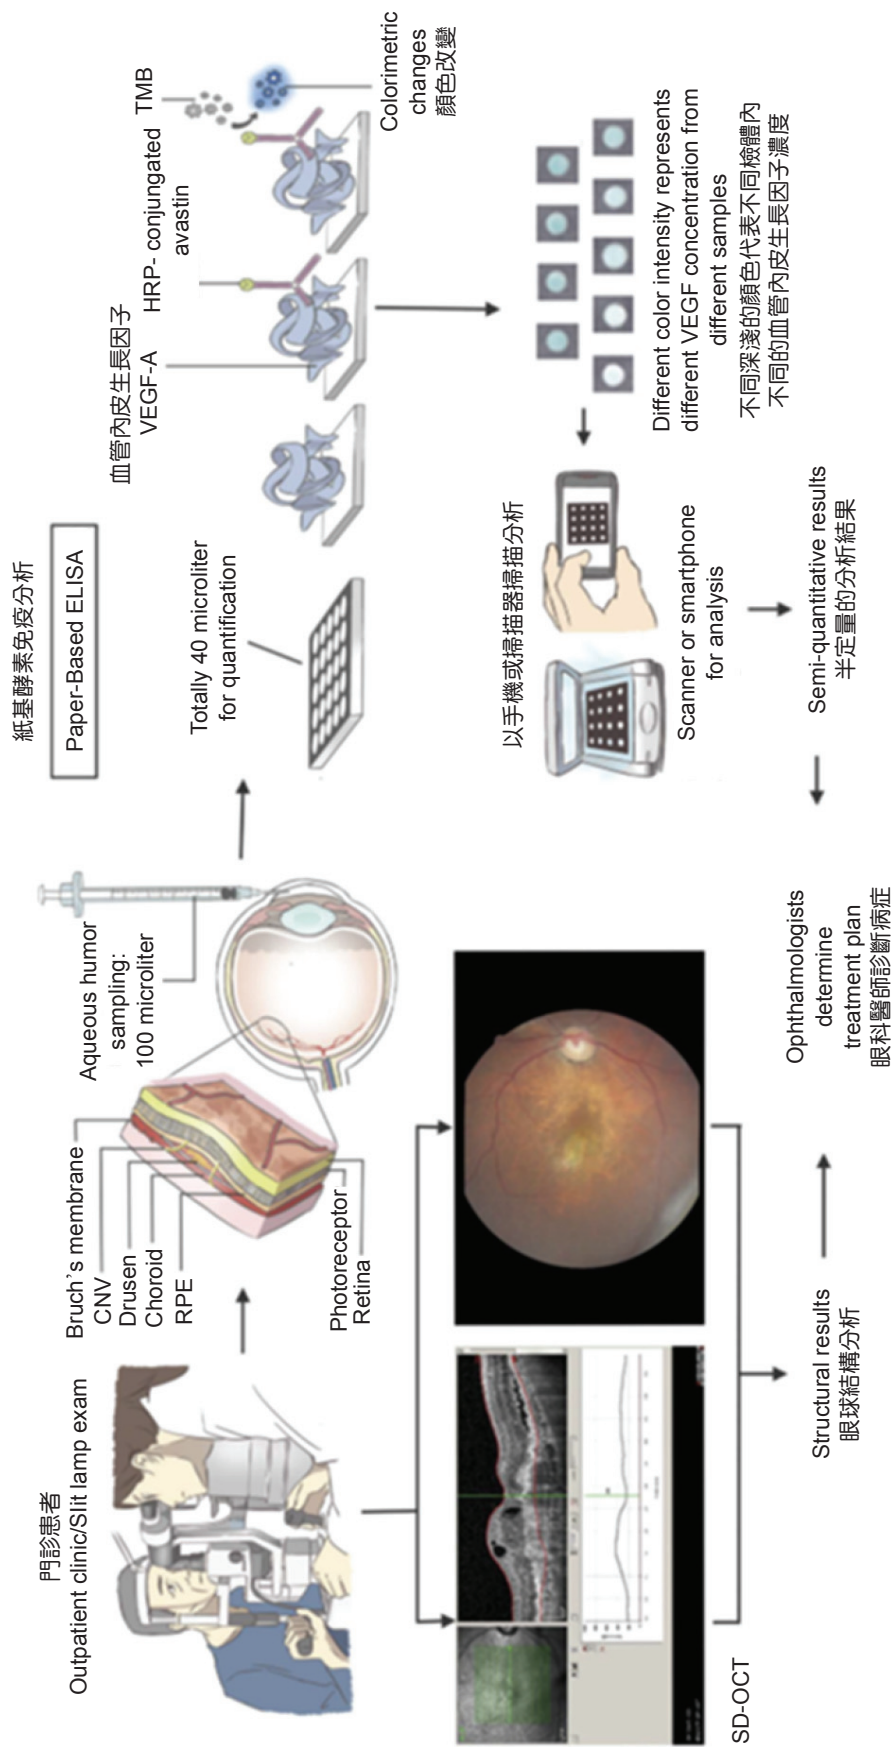 門診患者
Outpatient clinic/Slit lamp exam
Bruch's membrane
CNV
Drusen
Choroid
RPE
Photoreceptor
Retina
Aqueous humor
sampling:
100 microliter
紙基酵素免疫分析
Paper-Based ELISA
Totally 40 microliter
for quantification
血管內皮生長因子
VEGF-A
HRP- conjungated
avastin
TMB
Colorimetric
changes
顏色改變
Different color intensity represents
different VEGF concentration from
different samples
不同深淺的顏色代表不同檢體內
不同的血管內皮生長因子濃度
以手機或掃描器掃描分析
Scanner or smartphone
for analysis
Semi-quantitative results
半定量的分析結果
SD-OCT
Structural results
眼球結構分析
Ophthalmologists
determine
treatment plan
眼科醫師診斷病症